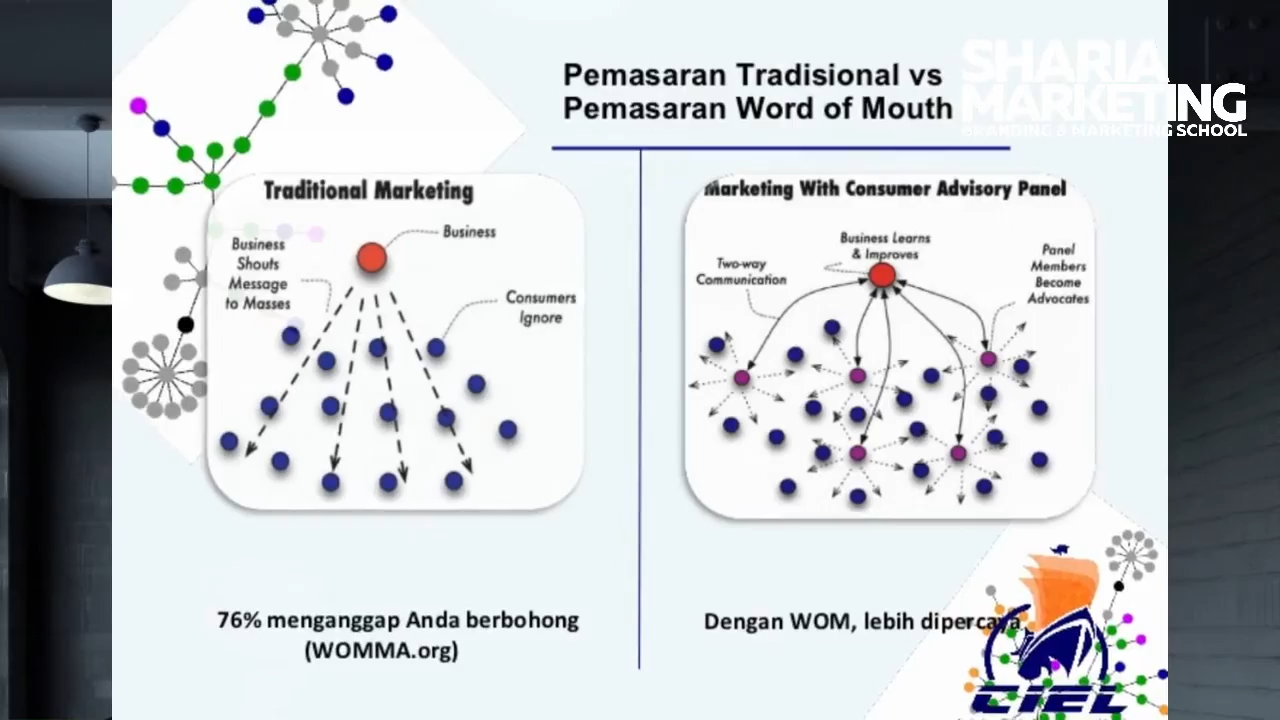 Pemasaran Tradisional vs
Pemasaran Word of Mouth
SHARIA
MARKETING
BRANDING & MARKETING SCHOOL
Traditional Marketing
Business
Business
Shouts
Message
to Masses
Consumers
Ignore
76% menganggap Anda berbohong
(WOMMA.org)
Marketing With Consumer Advisory Panel
Business Learns
& Improves
Two-way
Communication
Panel
Members
Become
Advocates
Dengan WOM, lebih dipercaya
CIEL